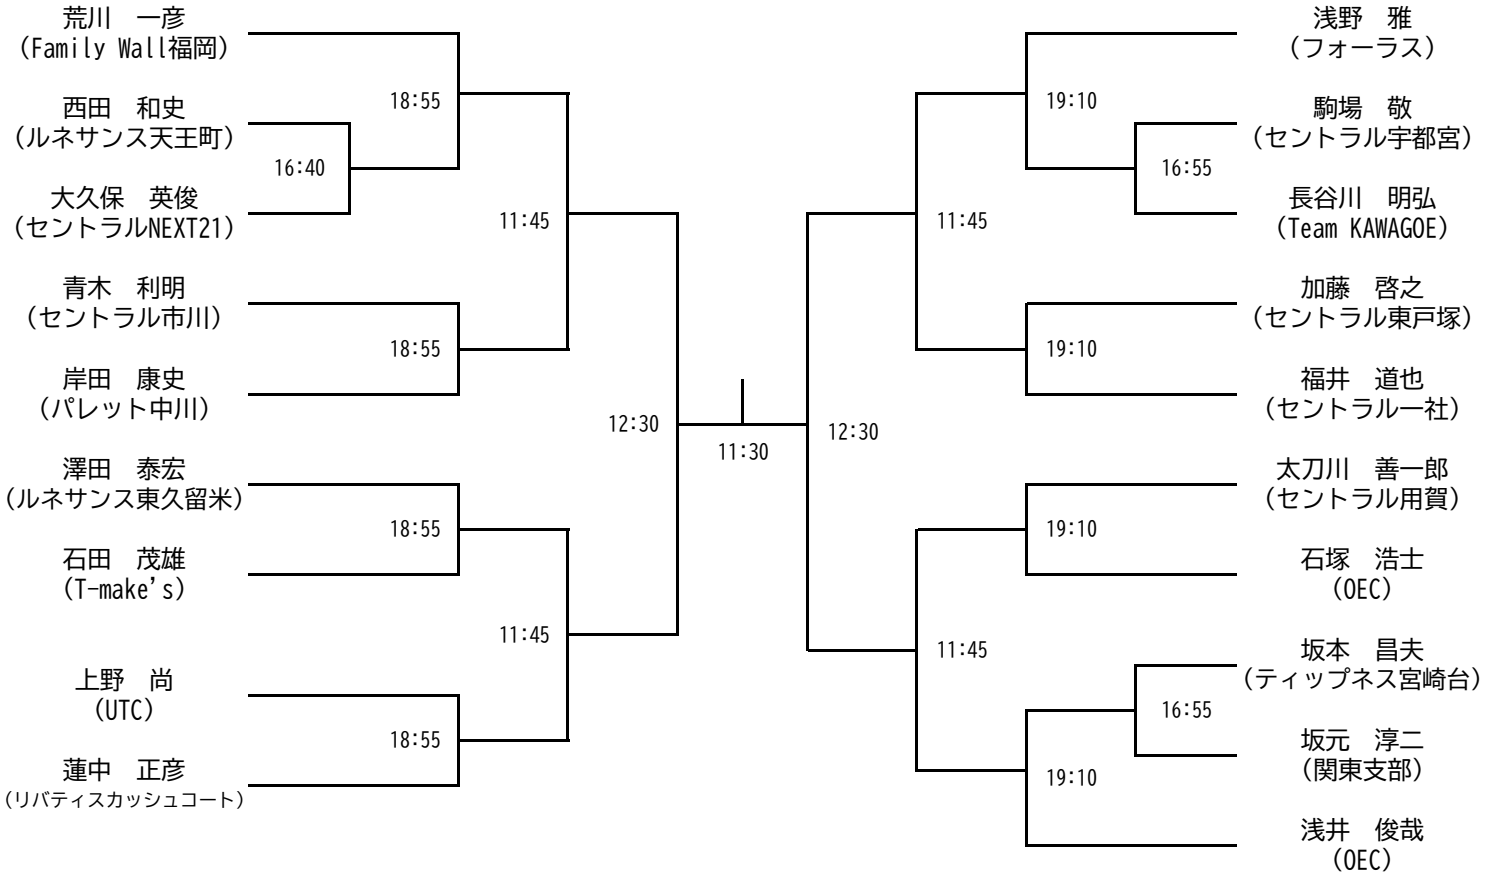 荒川　一彦
(Family Wall福岡)
西田　和史
(ルネサンス天王町)
大久保　英俊
(セントラルNEXT21)
青木　利明
(セントラル市川)
岸田　康史
(パレット中川)
澤田　泰宏
(ルネサンス東久留米)
石田　茂雄
(T-make's)
上野　尚
(UTC)
蓮中　正彦
(リバティスカッシュコート)
16:40
18:55
18:55
18:55
18:55
11:45
11:45
12:30
11:30
12:30
11:45
11:45
19:10
19:10
19:10
19:10
16:55
16:55
浅野　雅
(フォーラス)
駒場　敬
(セントラル宇都宮)
長谷川　明弘
(Team KAWAGOE)
加藤　啓之
(セントラル東戸塚)
福井　道也
(セントラル一社)
太刀川　善一郎
(セントラル用賀)
石塚　浩士
(OEC)
坂本　昌夫
(ティップネス宮崎台)
坂元　淳二
(関東支部)
浅井　俊哉
(OEC)